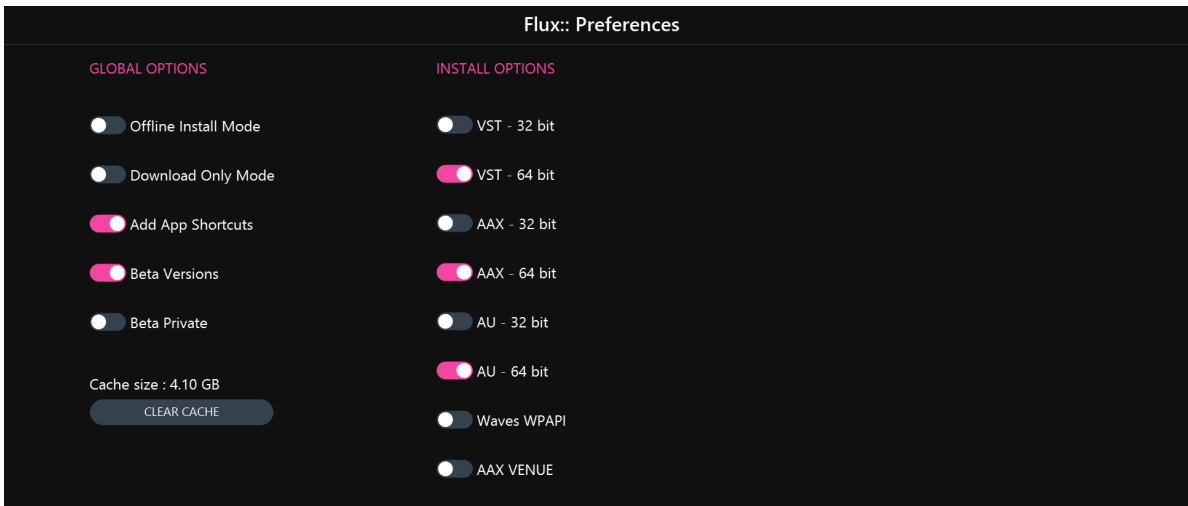 Flux:: Preferences
GLOBAL OPTIONS
Offline Install Mode
Download Only Mode
Add App Shortcuts
Beta Versions
Beta Private
Cache size : 4.10 GB
CLEAR CACHE
INSTALL OPTIONS
VST - 32 bit
VST - 64 bit
AAX - 32 bit
AAX - 64 bit
AU - 32 bit
AU - 64 bit
Waves WPAPI
AAX VENUE